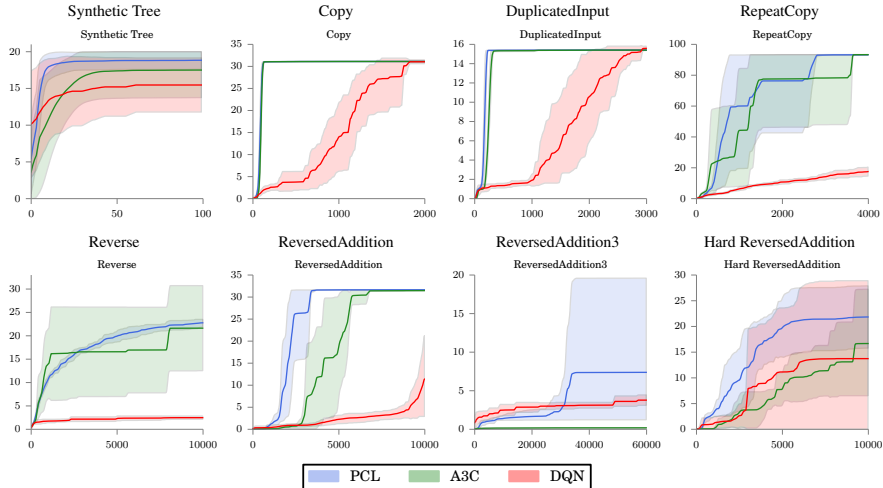 Synthetic Tree
Copy
DuplicatedInput
RepeatCopy
Synthetic Tree
Copy
DuplicatedInput
RepeatCopy
20
15
10
5
0
0 50 100
35
30
25
20
15
10
5
0
0 1000 2000
16
14
12
10
8
6
4
2
0
0 1000 2000 3000
100
80
60
40
20
0
0 2000 4000
Reverse
ReversedAddition
ReversedAddition3
Hard ReversedAddition
Reverse
ReversedAddition
ReversedAddition3
Hard ReversedAddition
30
25
20
15
10
5
0
0 5000 10000
35
30
25
20
15
10
5
0
0 5000 10000
20
15
10
5
0
0 20000 40000 60000
30
25
20
15
10
5
0
0 5000 10000
PCL A3C DQN